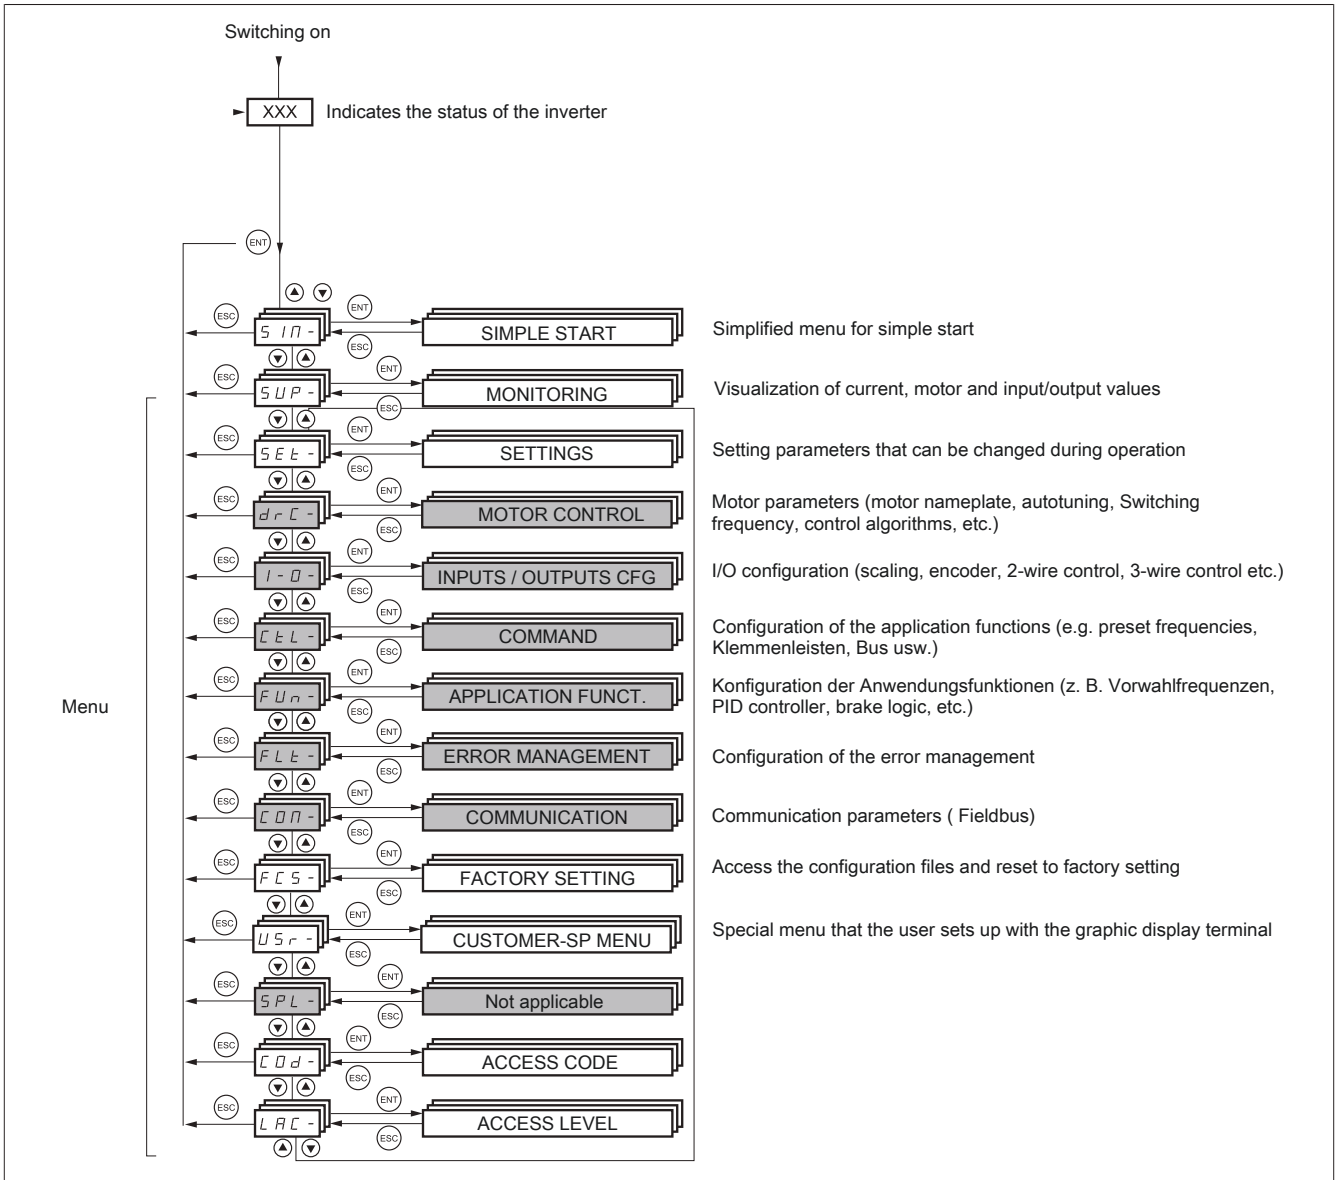 Switching on
XXX Indicates the status of the inverter
ENT
ENT
ESC SIM - SIMPLE START Simplified menu for simple start
ESC
ENT
ESC SUP - MONITORING Visualization of current, motor and input/output values
ESC
ENT
ESC SEt - SETTINGS Setting parameters that can be changed during operation
ESC
ENT
ESC drC - MOTOR CONTROL Motor parameters (motor nameplate, autotuning, Switching
frequency, control algorithms, etc.)
ESC
ENT
ESC I - O - INPUTS / OUTPUTS CFG I/O configuration (scaling, encoder, 2-wire control, 3-wire control etc.)
ESC
ENT
ESC CtL - COMMAND Configuration of the application functions (e.g. preset frequencies,
Klemmenleisten, Bus usw.)
ESC
ENT
ESC FUn - APPLICATION FUNCT. Konfiguration der Anwendungsfunktionen (z. B. Vorwahlfrequenzen,
PID controller, brake logic, etc.)
Menu
ESC
ENT
ESC FLt - ERROR MANAGEMENT Configuration of the error management
ESC
ENT
ESC COM - COMMUNICATION Communication parameters ( Fieldbus)
ESC
ENT
ESC FCS - FACTORY SETTING Access the configuration files and reset to factory setting
ESC
ENT
ESC USr - CUSTOMER-SP MENU Special menu that the user sets up with the graphic display terminal
ESC
ENT
ESC SPL - Not applicable
ESC
ENT
ESC COd - ACCESS CODE
ESC
ENT
ESC LAC - ACCESS LEVEL
ESC